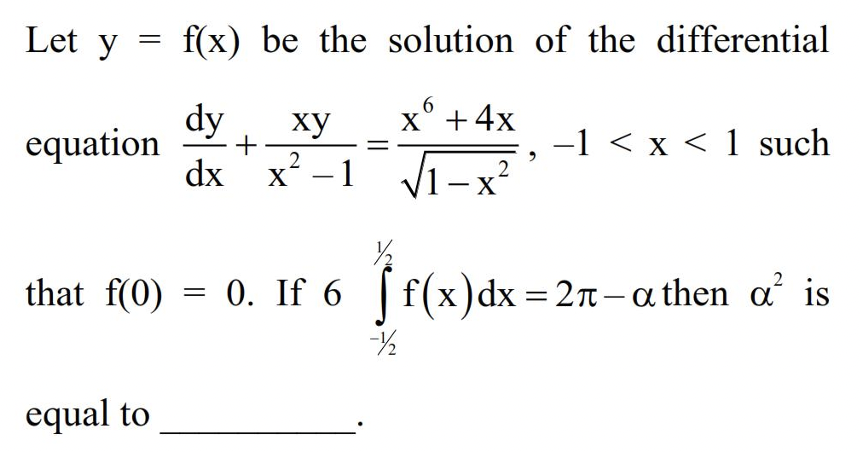 Let y = f(x) be the solution of the differential
equation dy/dx + xy/(x² – 1) = (x⁶ + 4x)/√(1 – x²) , –1 < x < 1 such
that f(0) = 0. If 6 ∫_{–1/2}^{1/2} f(x)dx = 2π – α then α² is
equal to __________.